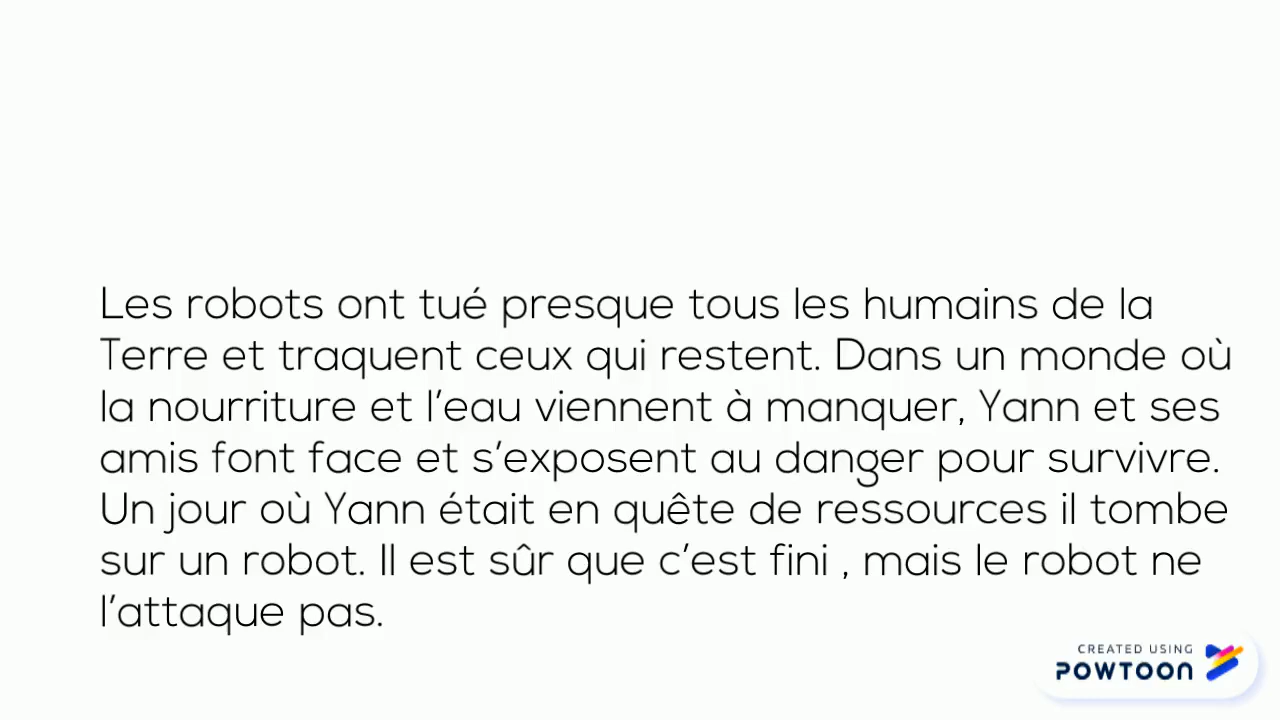 Les robots ont tué presque tous les humains de la
Terre et traquent ceux qui restent. Dans un monde où
la nourriture et l'eau viennent à manquer, Yann et ses
amis font face et s'exposent au danger pour survivre.
Un jour où Yann était en quête de ressources il tombe
sur un robot. Il est sûr que c'est fini , mais le robot ne
l'attaque pas.
CREATED USING
POWTOON